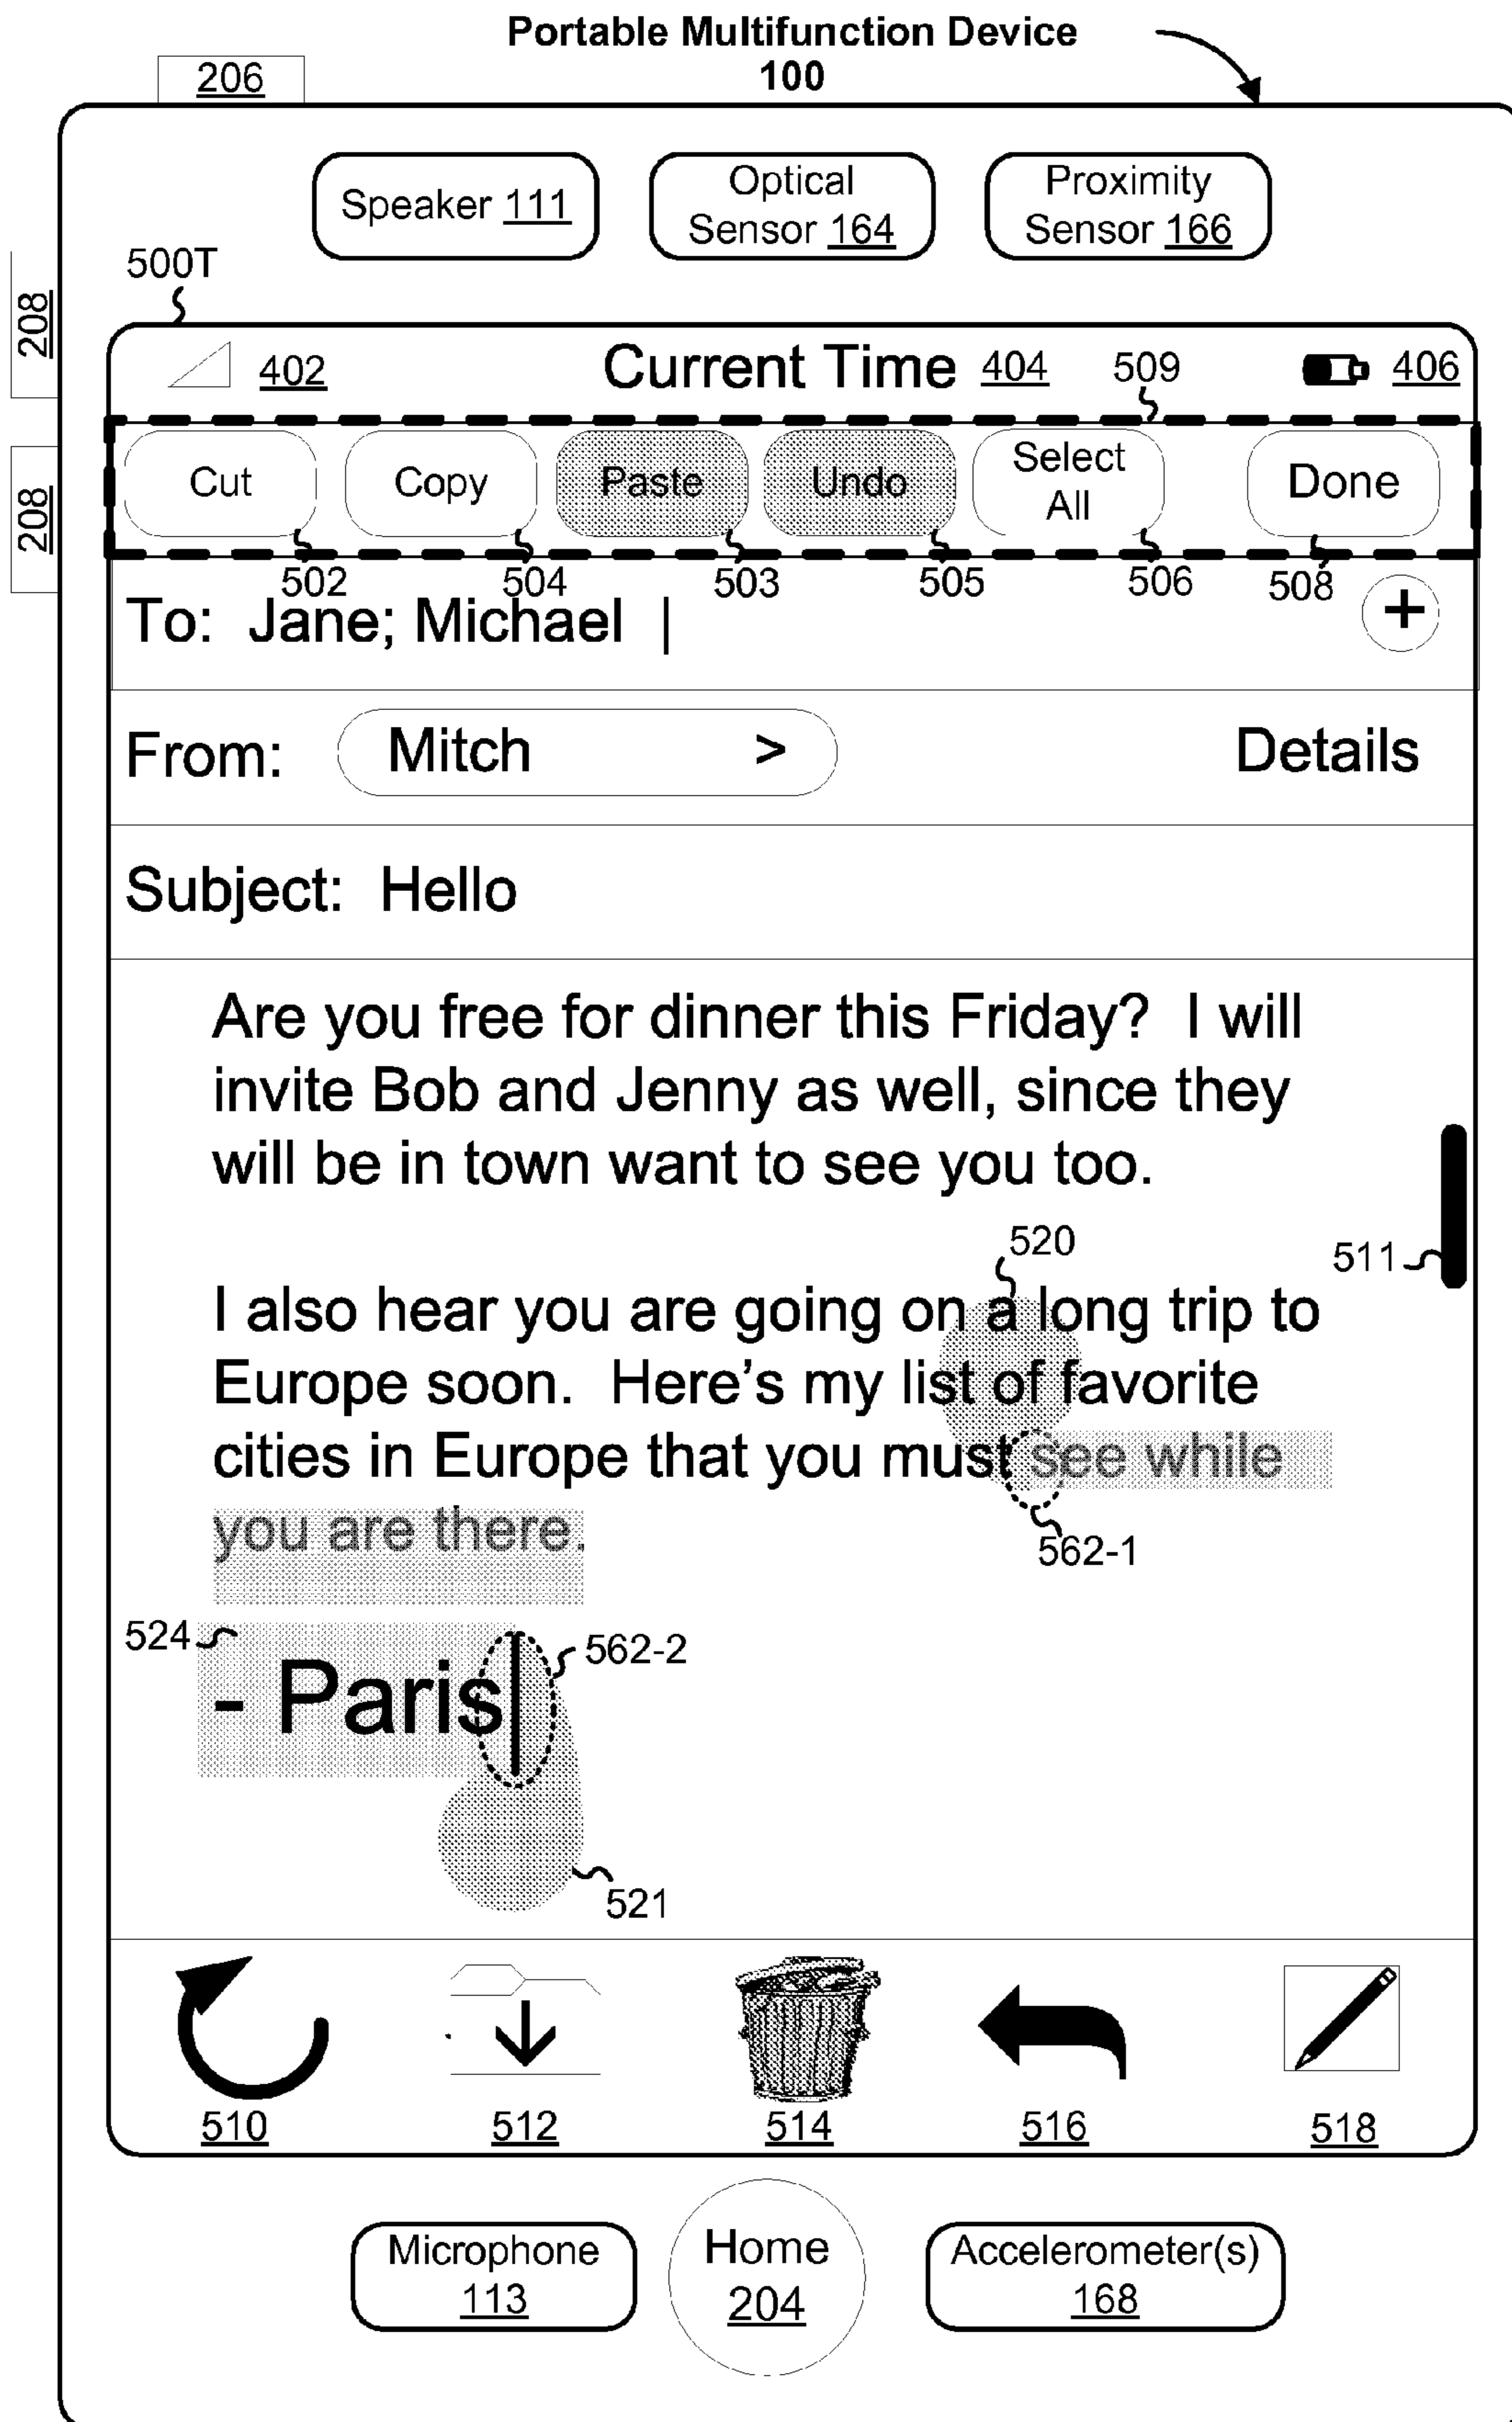 Portable Multifunction Device
100
206
Speaker 111
Optical
Sensor 164
Proximity
Sensor 166
500T
208
208
402
Current Time 404
509
406
Cut
Copy
Paste
Undo
Select
All
Done
502
504
503
505
506
508
To: Jane; Michael |
+
From: Mitch >
Details
Subject: Hello
Are you free for dinner this Friday? I will
invite Bob and Jenny as well, since they
will be in town want to see you too.
520
511
I also hear you are going on a long trip to
Europe soon. Here's my list of favorite
cities in Europe that you must see while
you are there.
562-1
524
562-2
- Paris
521
510
512
514
516
518
Microphone
113
Home
204
Accelerometer(s)
168